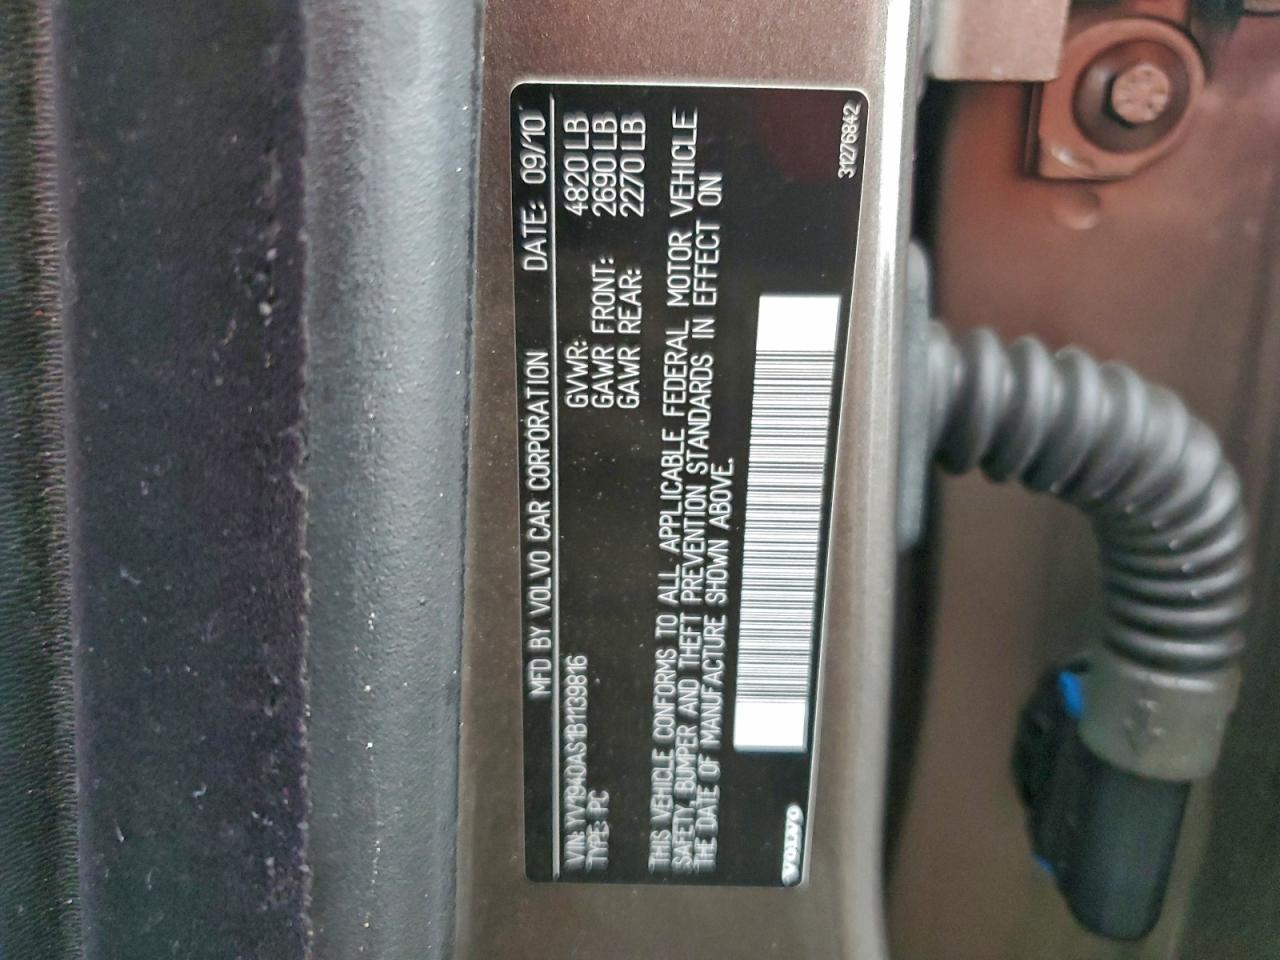 MFD BY VOLVO CAR CORPORATION DATE: 09/10
VIN: YV1940AS1B1139816 GVWR: 4820 LB
TYPE: PC GAWR FRONT: 2690 LB
GAWR REAR: 2270 LB
THIS VEHICLE CONFORMS TO ALL APPLICABLE FEDERAL MOTOR VEHICLE
SAFETY, BUMPER AND THEFT PREVENTION STANDARDS IN EFFECT ON
THE DATE OF MANUFACTURE SHOWN ABOVE.
VOLVO 31276842